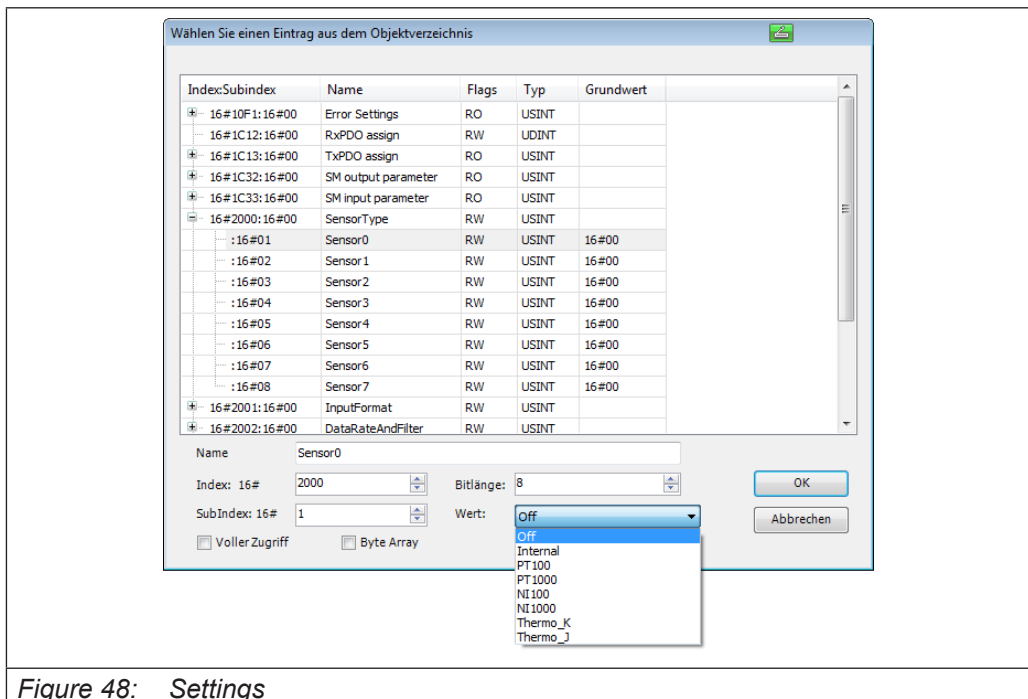 Wählen Sie einen Eintrag aus dem Objektverzeichnis
Index:Subindex Name Flags Typ Grundwert
16#10F1:16#00 Error Settings RO USINT
16#1C12:16#00 RxPDO assign RW UDINT
16#1C13:16#00 TxPDO assign RO USINT
16#1C32:16#00 SM output parameter RO USINT
16#1C33:16#00 SM input parameter RO USINT
16#2000:16#00 SensorType RW USINT
:16#01 Sensor0 RW USINT 16#00
:16#02 Sensor1 RW USINT 16#00
:16#03 Sensor2 RW USINT 16#00
:16#04 Sensor3 RW USINT 16#00
:16#05 Sensor4 RW USINT 16#00
:16#06 Sensor5 RW USINT 16#00
:16#07 Sensor6 RW USINT 16#00
:16#08 Sensor7 RW USINT 16#00
16#2001:16#00 InputFormat RW USINT
16#2002:16#00 DataRateAndFilter RW USINT
Name Sensor0
Index: 16# 2000 Bitlänge: 8 OK
SubIndex: 16# 1 Wert: Off Abbrechen
Voller Zugriff Byte Array
Off
Internal
PT100
PT1000
NI100
NI1000
Thermo_K
Thermo_J
Figure 48: Settings